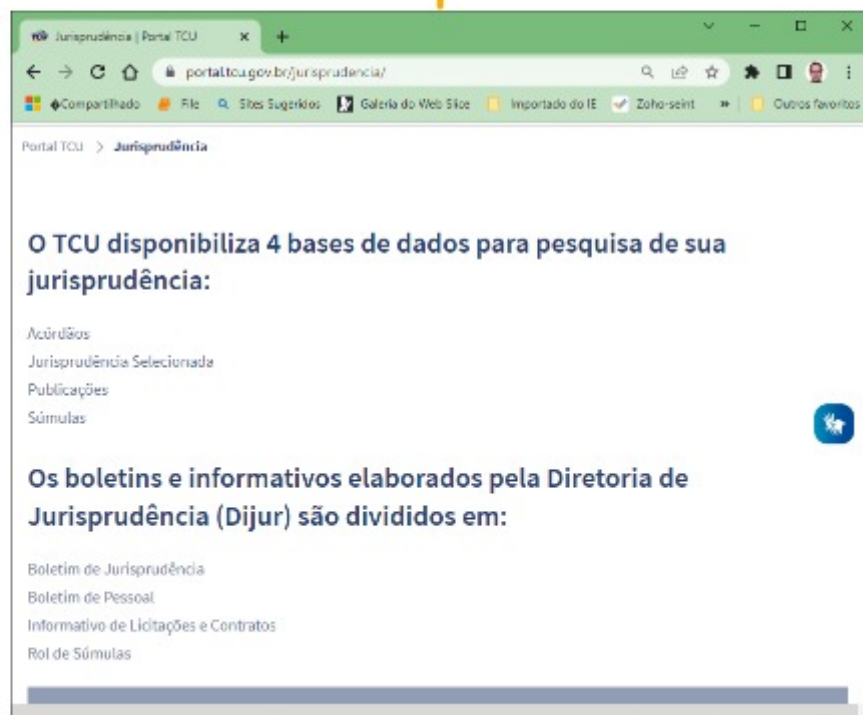 Jurisprudência | Portal TCU
portal.tcu.gov.br/jurisprudencia/
�Compartilhado File Sites Sugeridos Galeria do Web Slice Importado do IE Zoho-seint » Outros favoritos
Portal TCU > Jurisprudência
O TCU disponibiliza 4 bases de dados para pesquisa de sua
jurisprudência:
Acórdãos
Jurisprudência Selecionada
Publicações
Súmulas
Os boletins e informativos elaborados pela Diretoria de
Jurisprudência (Dijur) são divididos em:
Boletim de Jurisprudência
Boletim de Pessoal
Informativo de Licitações e Contratos
Rol de Súmulas